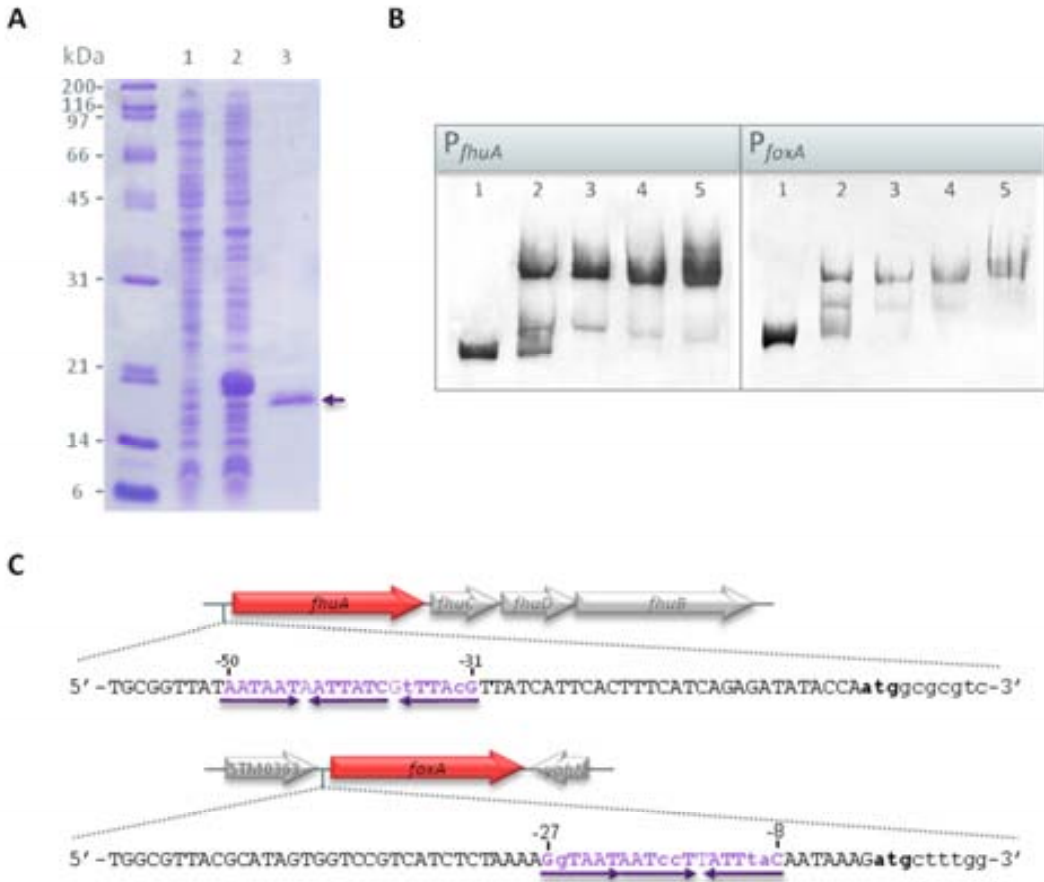 A
kDa 1 2 3
200-
116-
97 -
66 -
45 -
31 -
21 -
14 -
6 -
B
PfhuA
1 2 3 4 5
PfoxA
1 2 3 4 5
C
fhuA fhuC fhuD fhuB
-50 -31
5′ -TGCGGTTATAATAATAATTATCGtTTAcGTTATCATTCACTTTCATCAGAGATATACCAatggcgcgtc-3′
STM0363 foxA
-27 -8
5′ -TGGCGTTACGCATAGTGGTCCGTCATCTCTAAAAGgTAATAATccTTATTTtaCAATAAAGatgctttgg-3′